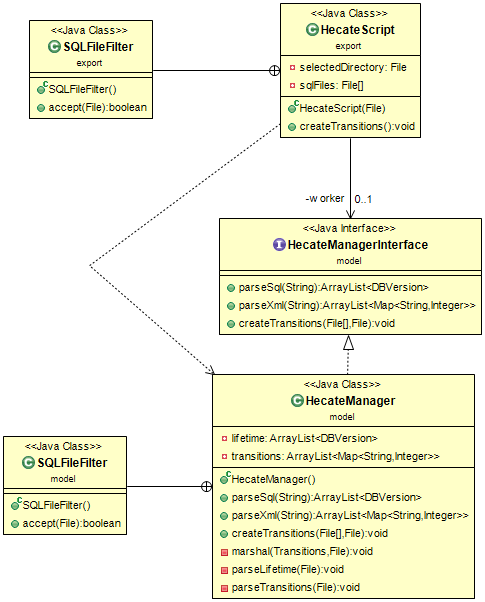 <<Java Class>>
SQLFileFilter
export
SQLFileFilter()
accept(File):boolean
<<Java Class>>
HecateScript
export
selectedDirectory: File
sqlFiles: File[]
HecateScript(File)
createTransitions():void
-worker 0..1
<<Java Interface>>
HecateManagerInterface
model
parseSql(String):ArrayList<DBVersion>
parseXml(String):ArrayList<Map<String,Integer>>
createTransitions(File[],File):void
<<Java Class>>
HecateManager
model
lifetime: ArrayList<DBVersion>
transitions: ArrayList<Map<String,Integer>>
HecateManager()
parseSql(String):ArrayList<DBVersion>
parseXml(String):ArrayList<Map<String,Integer>>
createTransitions(File[],File):void
marshal(Transitions,File):void
parseLifetime(File):void
parseTransitions(File):void
<<Java Class>>
SQLFileFilter
model
SQLFileFilter()
accept(File):boolean